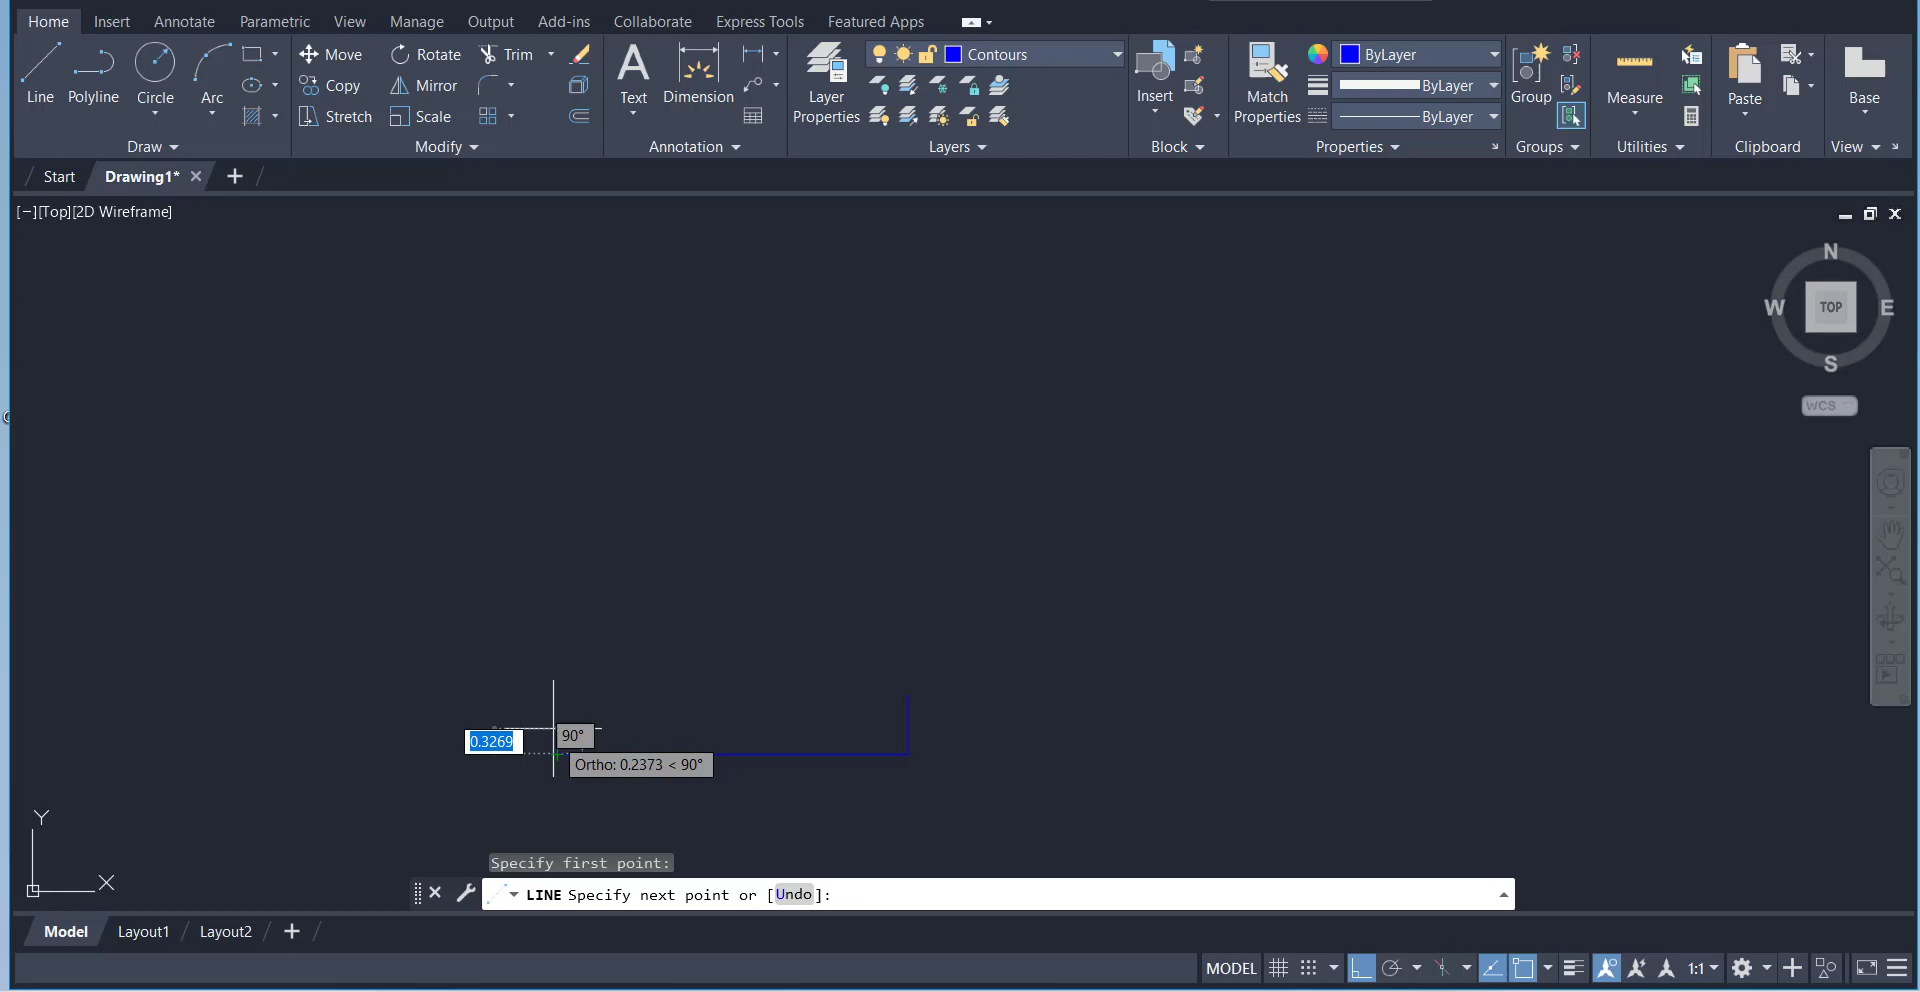 Home Insert Annotate Parametric View Manage Output Add-ins Collaborate Express Tools Featured Apps
Line Polyline Circle Arc
Move Rotate Trim
Copy Mirror
Stretch Scale
Text Dimension
Layer Properties
Contours
Insert
Match Properties
ByLayer
ByLayer
ByLayer
Group
Measure
Paste
Base
Draw Modify Annotation Layers Block Properties Groups Utilities Clipboard View
Start Drawing1*
[−][Top][2D Wireframe]
N
W TOP E
S
WCS
90°
0.3269
Ortho: 0.2373 < 90°
Y
X
Specify first point:
LINE Specify next point or [Undo]:
Model Layout1 Layout2
MODEL 1:1